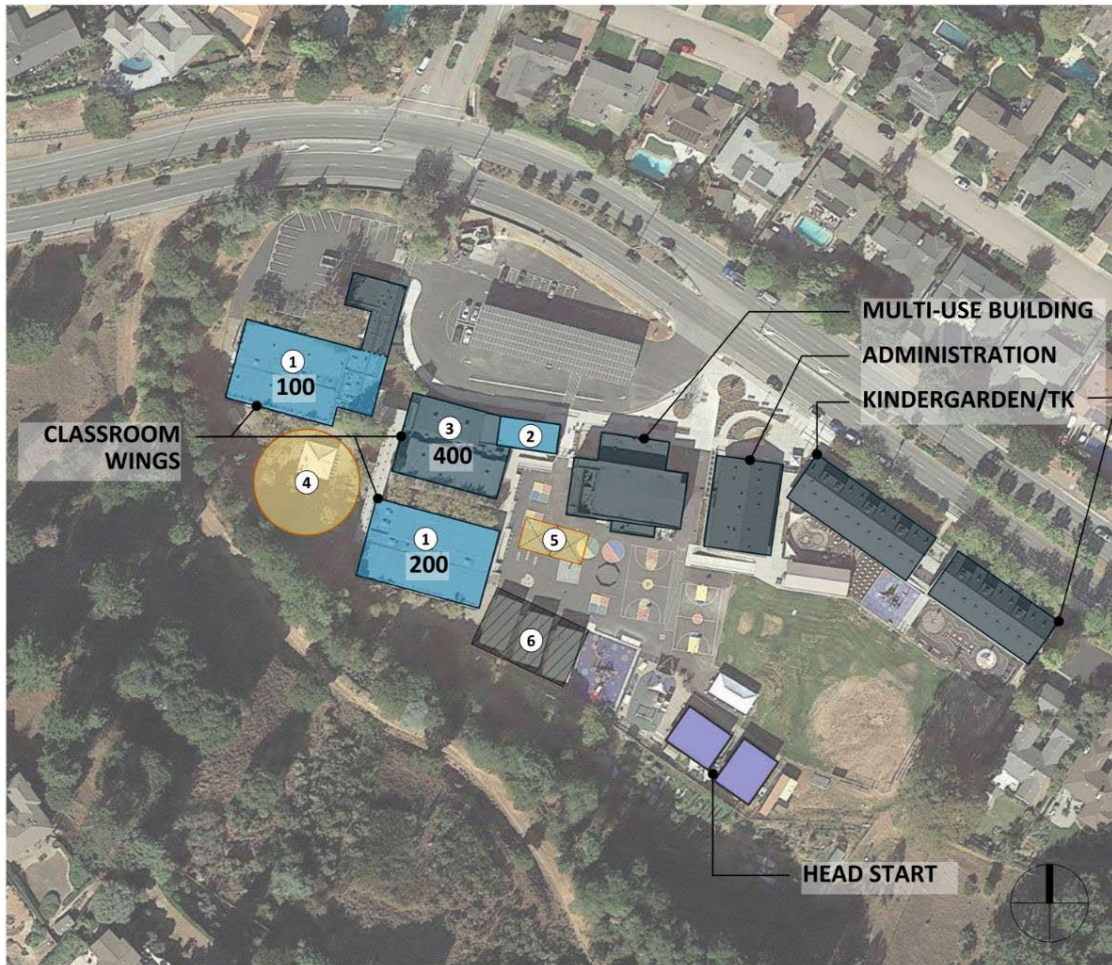 MULTI-USE BUILDING
ADMINISTRATION
KINDERGARDEN/TK
1
100
CLASSROOM
WINGS
3
400
2
4
1
200
5
6
HEAD START